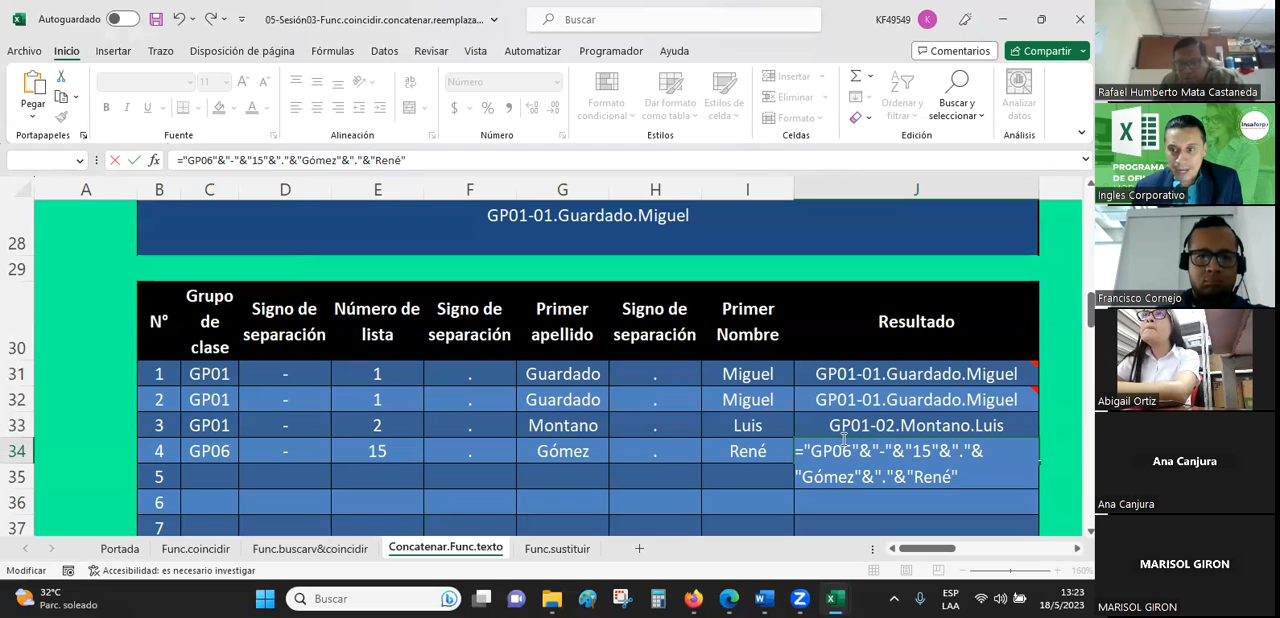 Autoguardado
05-Sesión03-Func.coincidir.concatenar.reemplaza...
Buscar
KF49549
K
Archivo Inicio Insertar Trazo Disposición de página Fórmulas Datos Revisar Vista Automatizar Programador Ayuda
Comentarios
Compartir
Pegar
Portapapeles
11
N K S
Fuente
Alineación
Número
$ %
Número
Formato condicional
Dar formato como tabla
Estilos de celda
Estilos
Insertar
Eliminar
Formato
Celdas
Ordenar y filtrar
Buscar y seleccionar
Edición
Analizar datos
Análisis
="GP06"&"-"&"15"&"."&"Gómez"&"."&"René"
A B C D E F G H I J
28 GP01-01.Guardado.Miguel
29
30 N° Grupo de clase Signo de separación Número de lista Signo de separación Primer apellido Signo de separación Primer Nombre Resultado
31 1 GP01 - 1 . Guardado . Miguel GP01-01.Guardado.Miguel
32 2 GP01 - 1 . Guardado . Miguel GP01-01.Guardado.Miguel
33 3 GP01 - 2 . Montano . Luis GP01-02.Montano.Luis
34 4 GP06 - 15 . Gómez . René ="GP06"&"-"&"15"&"."&
35 5 "Gómez"&"."&"René"
36 6
37 7
Portada Func.coincidir Func.buscarv&coincidir Concatenar.Func.texto Func.sustituir
Modificar
Accesibilidad: es necesario investigar
160%
32°C
Parc. soleado
Buscar
ESP
LAA
13:23
18/5/2023
Rafael Humberto Mata Castaneda
Insaforp
PROGRAMA
DE OFI
Ingles Corporativo
Francisco Cornejo
Abigail Ortiz
Ana Canjura
Ana Canjura
MARISOL GIRON
MARISOL GIRON